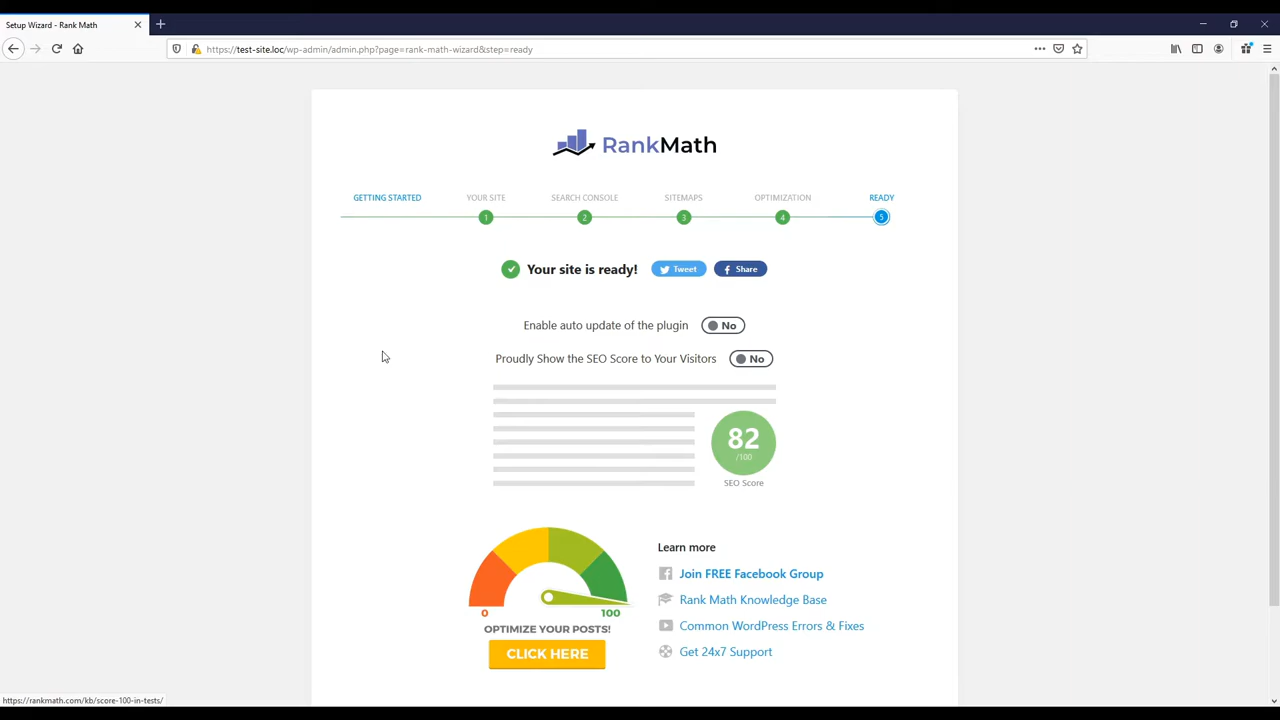 Setup Wizard - Rank Math
https://test-site.loc/wp-admin/admin.php?page=rank-math-wizard&step=ready
RankMath
GETTING STARTED YOUR SITE SEARCH CONSOLE SITEMAPS OPTIMIZATION READY
1 2 3 4 5
Your site is ready! Tweet Share
Enable auto update of the plugin No
Proudly Show the SEO Score to Your Visitors No
82
/100
SEO Score
0 100
OPTIMIZE YOUR POSTS!
CLICK HERE
Learn more
Join FREE Facebook Group
Rank Math Knowledge Base
Common WordPress Errors & Fixes
Get 24x7 Support
https://rankmath.com/kb/score-100-in-tests/